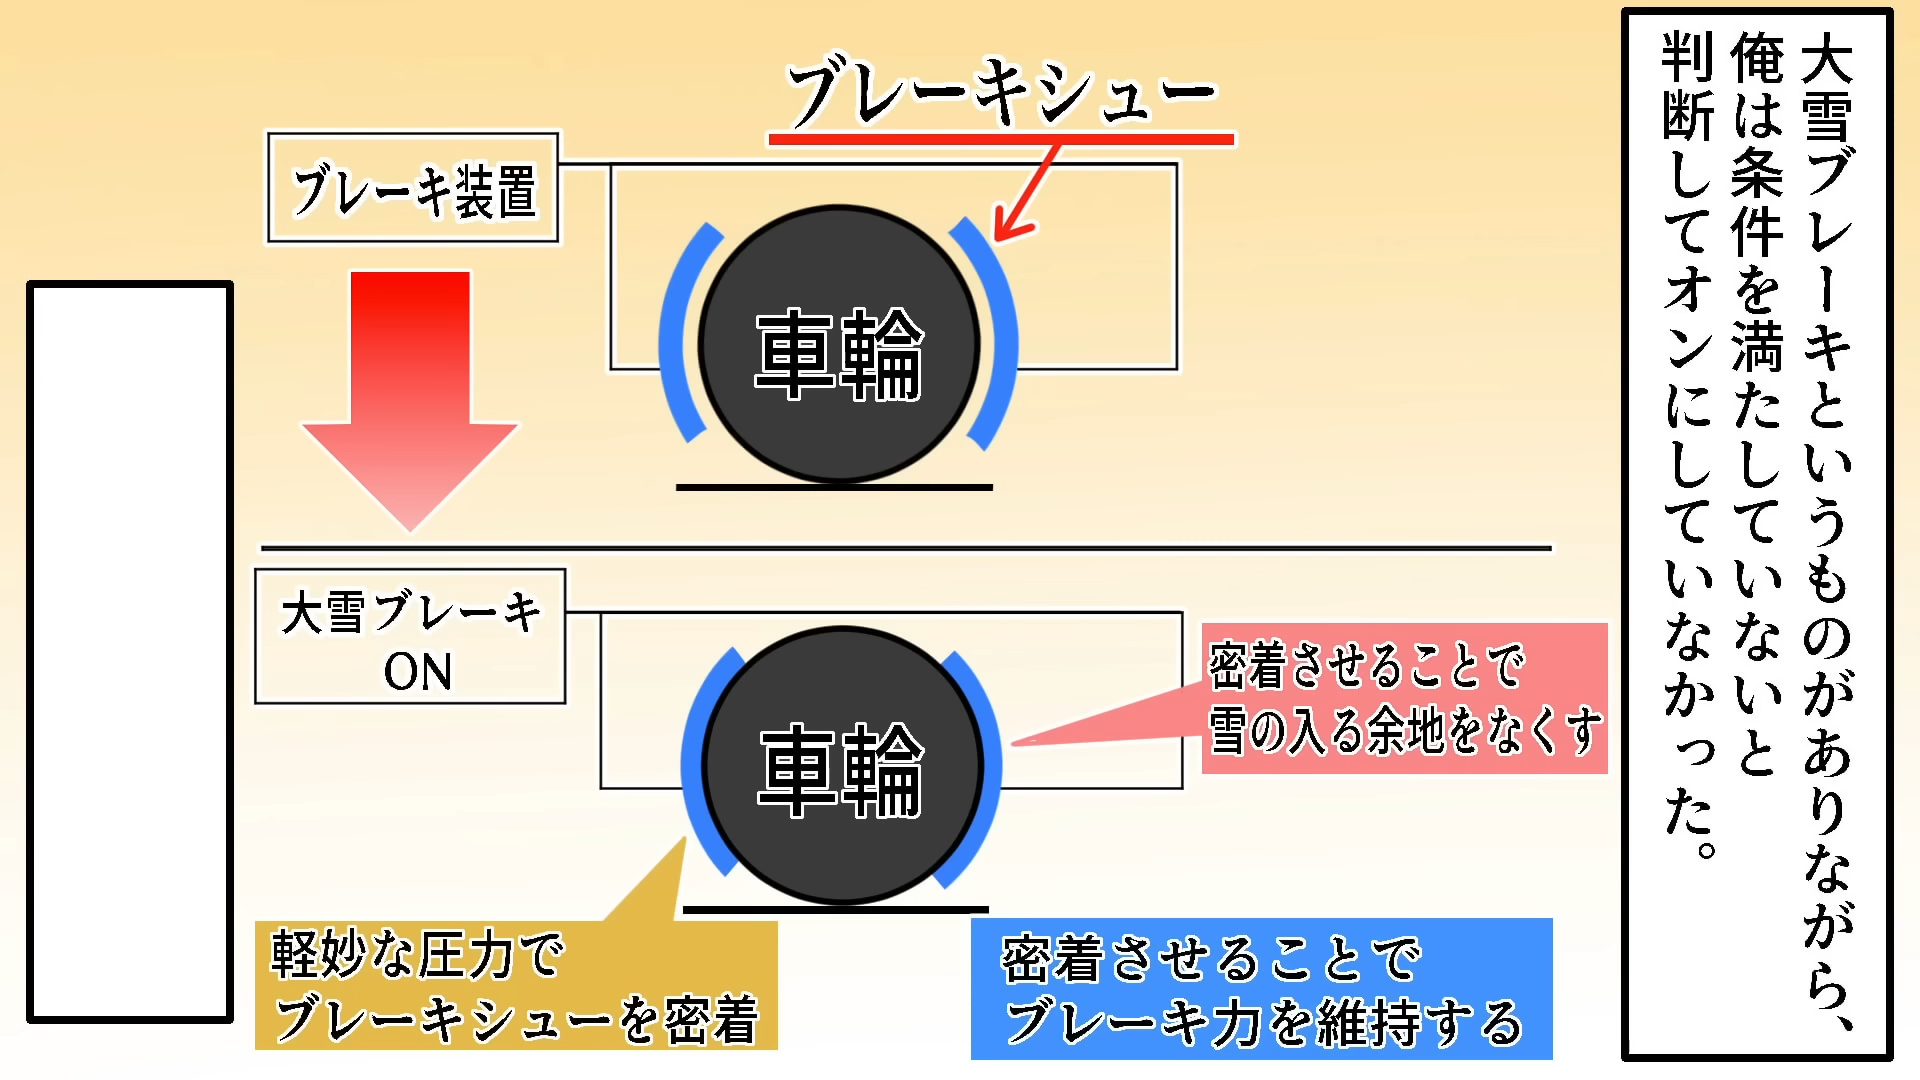 大雪ブレーキというものがありながら、
俺は条件を満たしていないと
判断してオンにしていなかった。
ブレーキシュー
ブレーキ装置
車輪
大雪ブレーキ
ON
車輪
密着させることで
雪の入る余地をなくす
軽妙な圧力で
ブレーキシューを密着
密着させることで
ブレーキ力を維持する